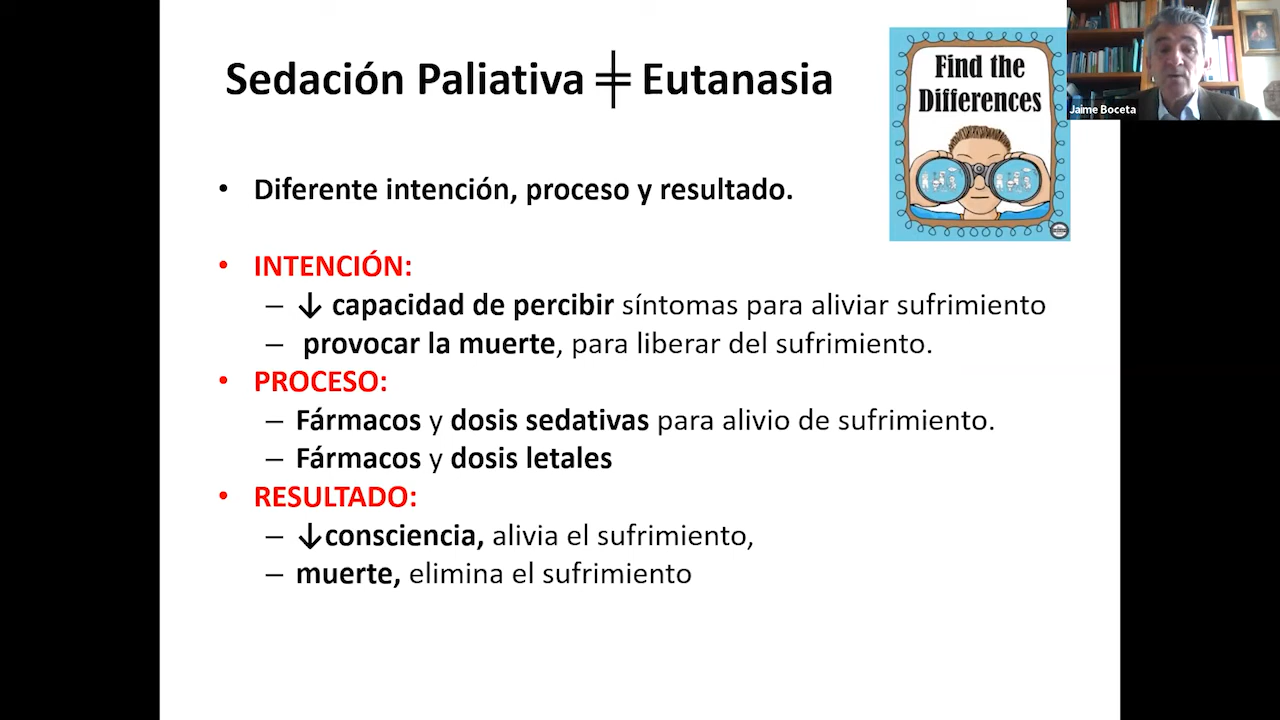 Sedación Paliativa ╪ Eutanasia
Find the
Differences
Jaime Boceta
• Diferente intención, proceso y resultado.
• INTENCIÓN:
– ↓ capacidad de percibir síntomas para aliviar sufrimiento
– provocar la muerte, para liberar del sufrimiento.
• PROCESO:
– Fármacos y dosis sedativas para alivio de sufrimiento.
– Fármacos y dosis letales
• RESULTADO:
– ↓consciencia, alivia el sufrimiento,
– muerte, elimina el sufrimiento